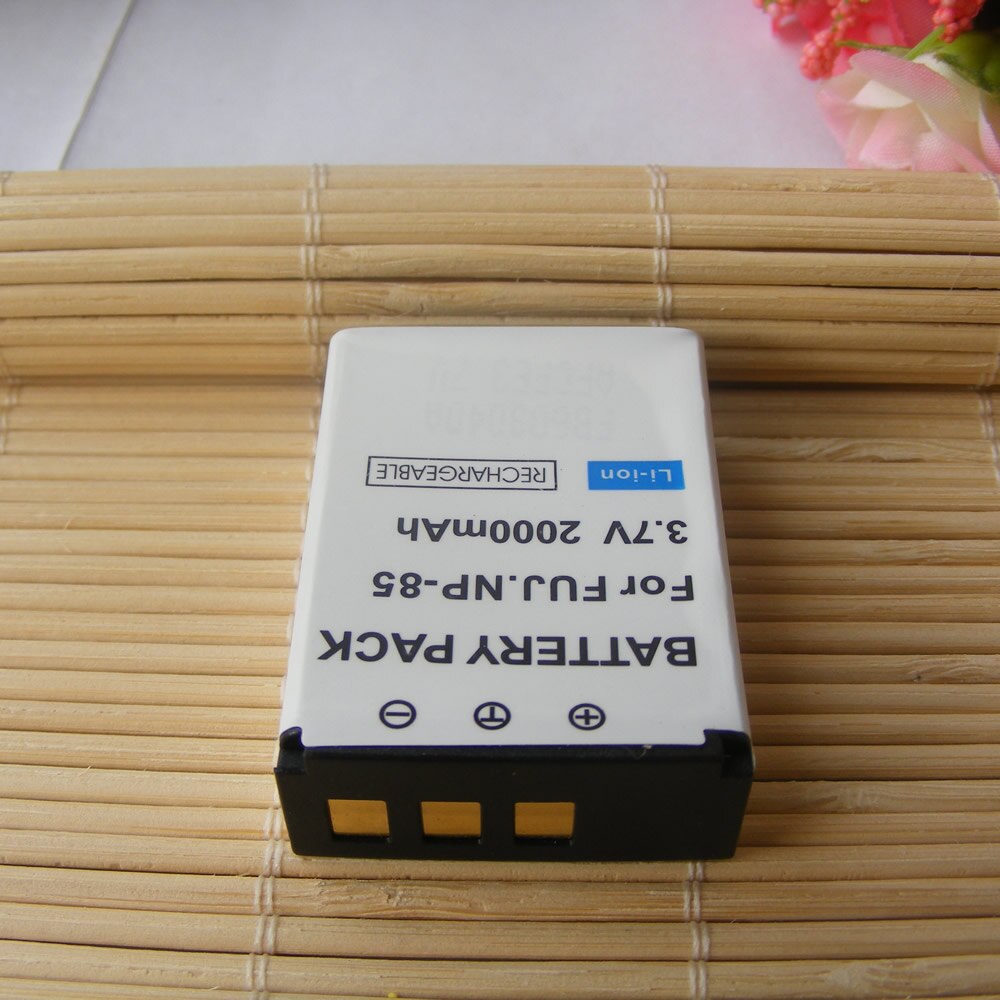 ⊕ Ⓣ ⊖
BATTERY PACK
For FUJ.NP-85
3.7V 2000mAh
Li-ion RECHARGEABLE